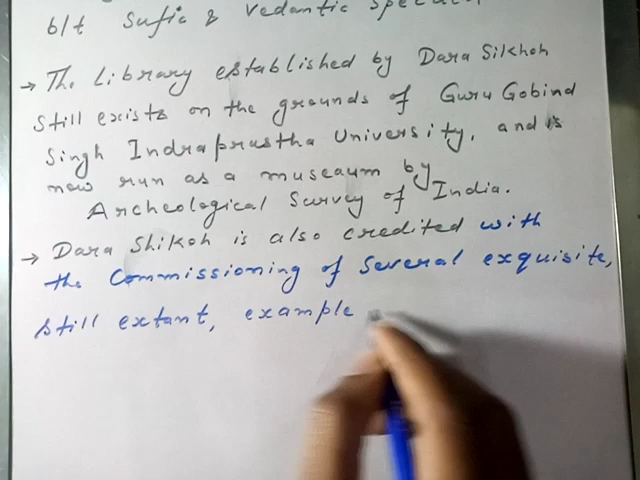 b/t Sufic & Vedantic
→ The Library established by Dara Sikhoh
Still exists on the grounds of Guru Gobind
Singh Indraprastha University, and is
now run as a museaum by
Archeological Survey of India.
→ Dara Shikoh is also credited with
the Commissioning of Several exquisite,
still extant, example